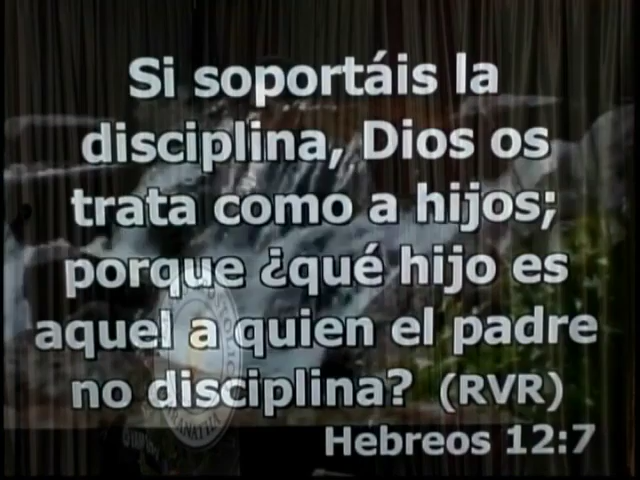 Si soportáis la
disciplina, Dios os
trata como a hijos;
porque ¿qué hijo es
aquel a quien el padre
no disciplina? (RVR)
Hebreos 12:7